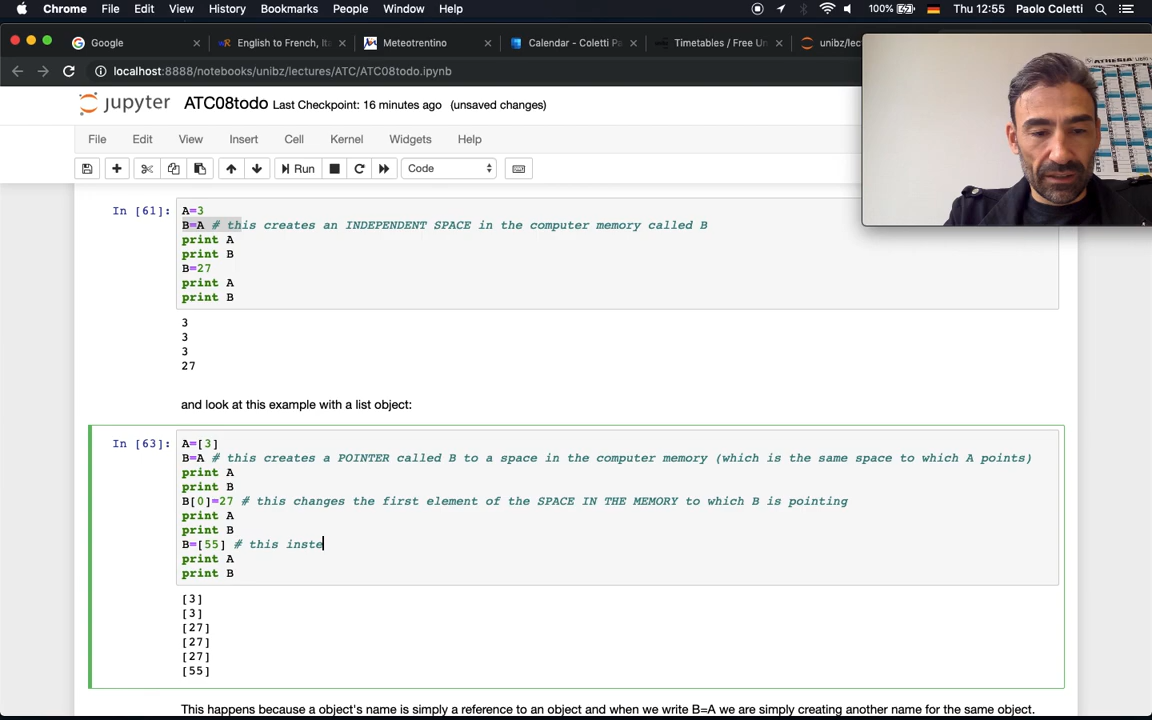 Chrome File Edit View History Bookmarks People Window Help 100% Thu 12:55 Paolo Coletti
Google English to French, Ita Meteotrentino Calendar - Coletti Pa Timetables / Free Un unibz/lec
localhost:8888/notebooks/unibz/lectures/ATC/ATC08todo.ipynb
jupyter ATC08todo Last Checkpoint: 16 minutes ago (unsaved changes)
File Edit View Insert Cell Kernel Widgets Help
Run Code
In [61]: A=3
B=A # this creates an INDEPENDENT SPACE in the computer memory called B
print A
print B
B=27
print A
print B
3
3
3
27
and look at this example with a list object:
In [63]: A=[3]
B=A # this creates a POINTER called B to a space in the computer memory (which is the same space to which A points)
print A
print B
B[0]=27 # this changes the first element of the SPACE IN THE MEMORY to which B is pointing
print A
print B
B=[55] # this inste
print A
print B
[3]
[3]
[27]
[27]
[27]
[55]
This happens because a object's name is simply a reference to an object and when we write B=A we are simply creating another name for the same object.